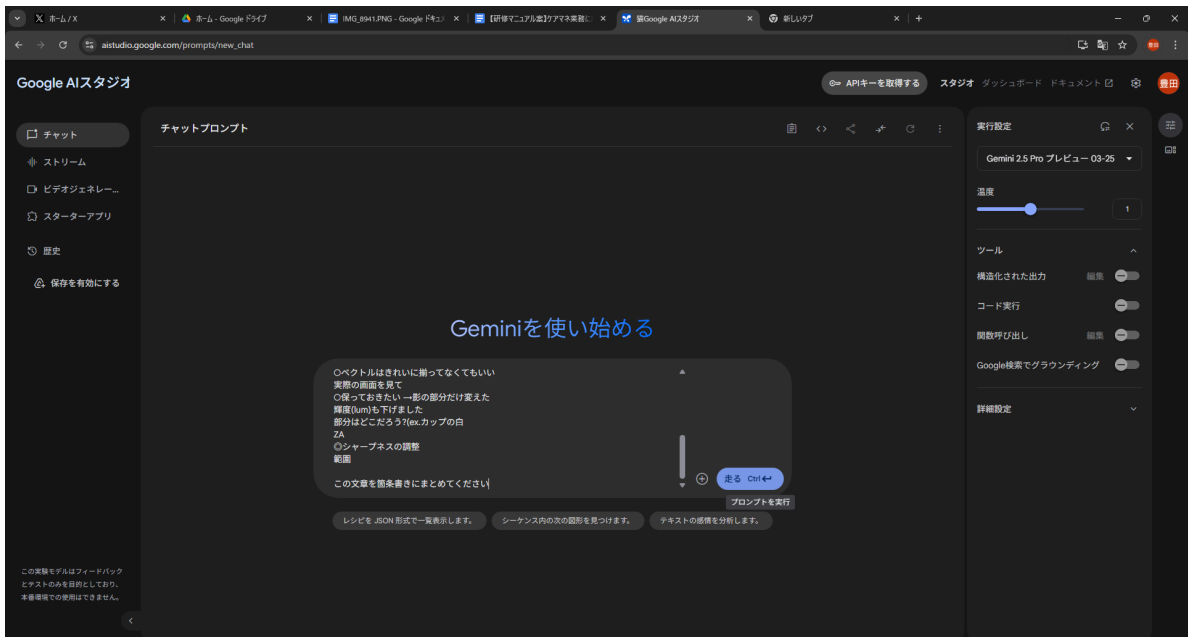 ホーム / X
ホーム - Google ドライブ
IMG_8941.PNG - Google ドキュ
【研修マニュアル案】ケアマネ業務に
Google AIスタジオ
新しいタブ
aistudio.google.com/prompts/new_chat
Google AIスタジオ
APIキーを取得する
スタジオ ダッシュボード ドキュメント
豊田
チャット
ストリーム
ビデオジェネレー...
スターターアプリ
歴史
保存を有効にする
この実験モデルはフィードバック
とテストのみを目的としており、
本番環境での使用はできません。
チャットプロンプト
Geminiを使い始める
○ベクトルはきれいに揃ってなくてもいい
実際の画面を見て
○保っておきたい →影の部分だけ変えた
輝度(lum)も下げました
部分はどこだろう?(ex.カップの白
ZA
◎シャープネスの調整
範囲
この文章を箇条書きにまとめてください
走る Ctrl
プロンプトを実行
レシピを JSON 形式で一覧表示します。
シーケンス内の次の図形を見つけます。
テキストの感情を分析します。
実行設定
Gemini 2.5 Pro プレビュー 03-25
温度
1
ツール
構造化された出力 編集
コード実行
関数呼び出し 編集
Google検索でグラウンディング
詳細設定